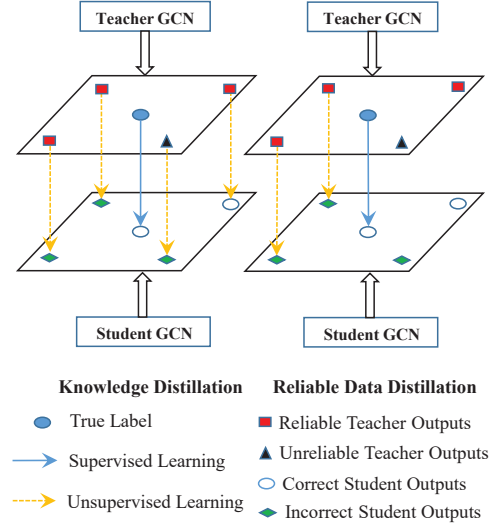 Teacher GCN Teacher GCN
Student GCN Student GCN
Knowledge Distillation Reliable Data Distillation
True Label Reliable Teacher Outputs
Unreliable Teacher Outputs
Supervised Learning
Correct Student Outputs
Unsupervised Learning
Incorrect Student Outputs